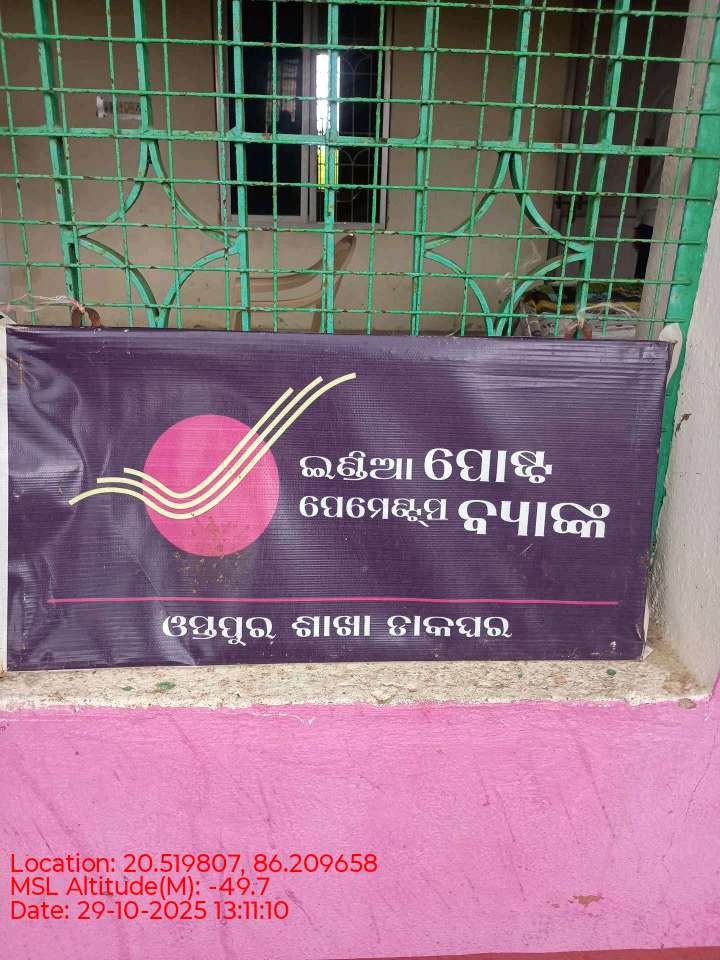 ଇଣ୍ଡିଆ ପୋଷ୍ଟ
ପେମେଣ୍ଟ୍ସ ବ୍ୟାଙ୍କ
ଓସ୍ତପୁର ଶାଖା ଡାକଘର
Location: 20.519807, 86.209658
MSL Altitude(M): -49.7
Date: 29-10-2025 13:11:10